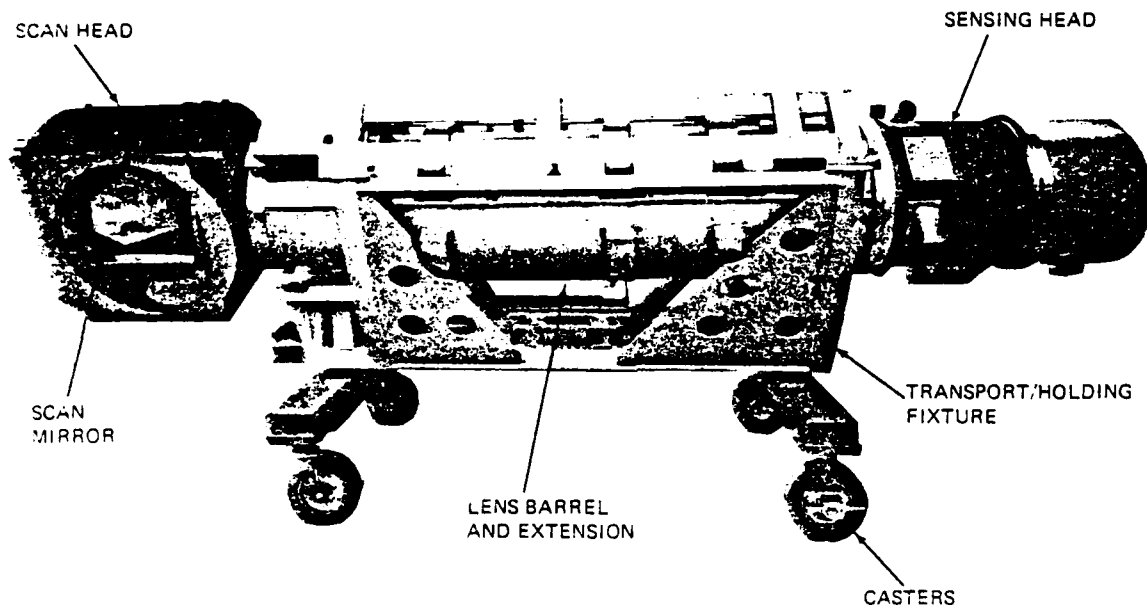 SCAN HEAD
SENSING HEAD
SCAN
MIRROR
TRANSPORT/HOLDING
FIXTURE
LENS BARREL
AND EXTENSION
CASTERS